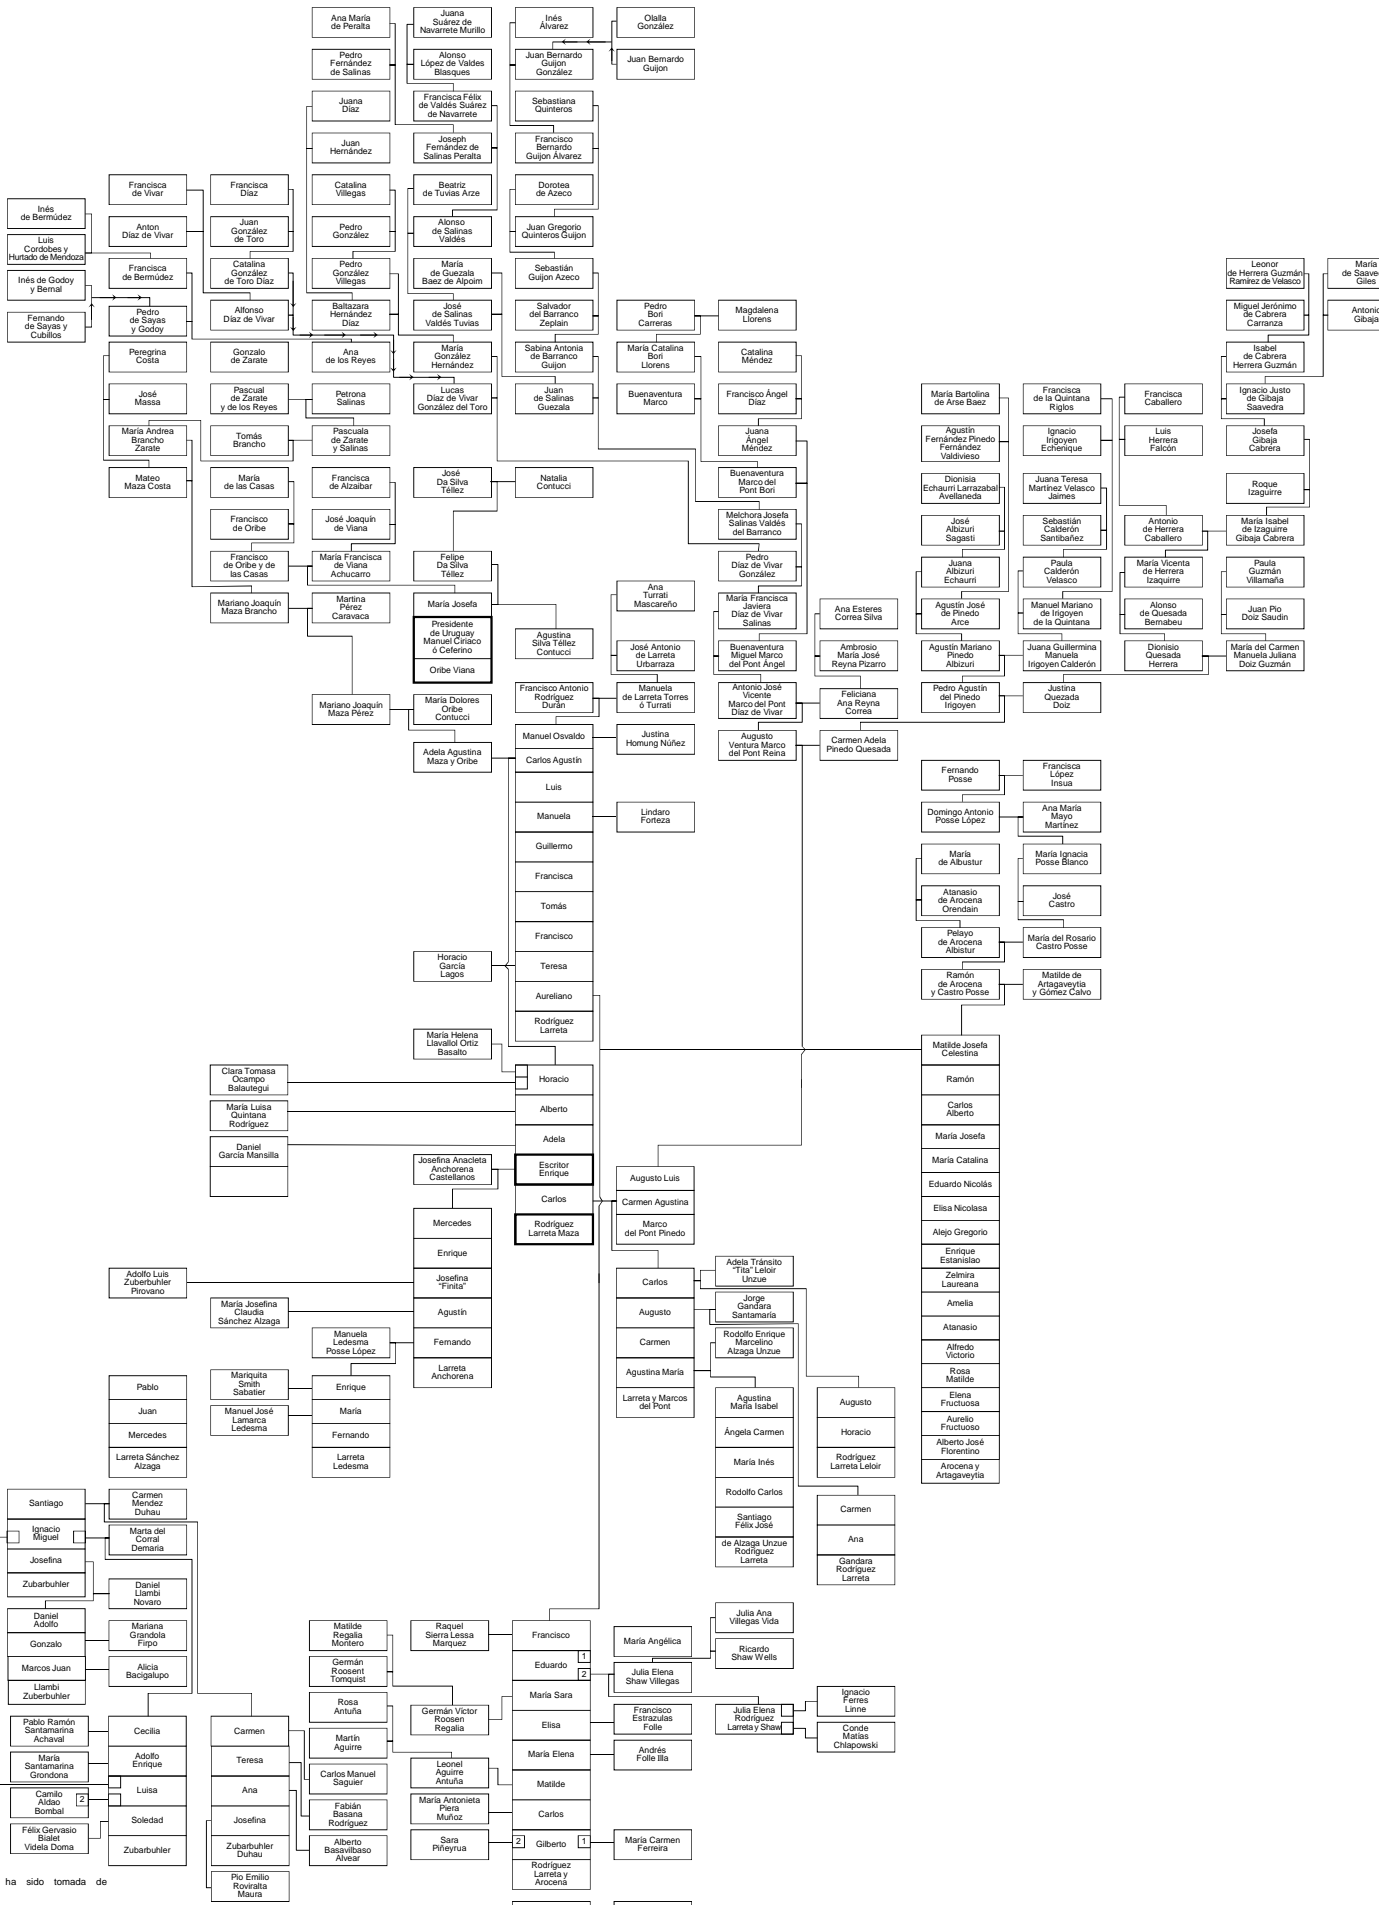 Ana María
de Peralta
Juana
Suárez de
Navarrete Murillo
Inés
Álvarez
Olalla
González
Pedro
Fernández
de Salinas
Alonso
López de Valdes
Blasques
Juan Bernardo
Guijon
González
Juan Bernardo
Guijon
Juana
Díaz
Francisca Félix
de Valdés Suárez
de Navarrete
Sebastiana
Quinteros
Juan
Hernández
Joseph
Fernández de
Salinas Peralta
Francisco
Bernardo
Guijon Álvarez
Francisca
de Vivar
Francisca
Díaz
Catalina
Villegas
Beatriz
de Tuvias Arze
Dorotea
de Azeco
Inés
de Bermúdez
Anton
Díaz de Vivar
Juan
González
de Toro
Pedro
González
Alonso
de Salinas
Valdés
Juan Gregorio
Quinteros Guijon
Luis
Cordobes y
Hurtado de Mendoza
Francisca
de Bermúdez
Catalina
González
de Toro Díaz
Pedro
González
Villegas
María
de Guezala
Baez de Alpoim
Sebastián
Guijon Azeco
Leonor
de Herrera Guzmán
Ramirez de Velasco
María
de Saave
Giles
Inés de Godoy
y Bernal
Fernando
de Sayas y
Cubillos
Pedro
de Sayas
y Godoy
Alfonso
Díaz de Vivar
Baltazara
Hernández
Díaz
José
de Salinas
Valdés Tuvias
Salvador
del Barranco
Zeplain
Pedro
Bori
Carreras
Magdalena
Llorens
Miguel Jerónimo
de Cabrera
Carranza
Antonio
Gibaja
Peregrina
Costa
Gonzalo
de Zarate
Ana
de los Reyes
María
González
Hernández
Sabina Antonia
de Barranco
Guijon
María Catalina
Bori
Llorens
Catalina
Méndez
Isabel
de Cabrera
Herrera Guzmán
José
Massa
Pascual
de Zarate
y de los Reyes
Petrona
Salinas
Lucas
Díaz de Vivar
González del Toro
Juan
de Salinas
Guezala
Buenaventura
Marco
Francisco Ángel
Díaz
María Bartolina
de Arse Baez
Francisca
de la Quintana
Riglos
Francisca
Caballero
Ignacio Justo
de Gibaja
Saavedra
María Andrea
Brancho
Zarate
Tomás
Brancho
Pascuala
de Zarate
y Salinas
Juana
Ángel
Méndez
Agustín
Fernández Pinedo
Fernández
Valdivieso
Ignacio
Irigoyen
Echenique
Luis
Herrera
Falcón
Josefa
Gibaja
Cabrera
Mateo
Maza Costa
María
de las Casas
Francisca
de Alzaibar
José
Da Silva
Téllez
Natalia
Contucci
Buenaventura
Marco del
Pont Bori
Dionisia
Echaurri Larrazabal
Avellaneda
Juana Teresa
Martínez Velasco
Jaimes
Roque
Izaguirre
Francisco
de Oribe
José Joaquín
de Viana
Melchora Josefa
Salinas Valdés
del Barranco
José
Albizuri
Sagasti
Sebastián
Calderón
Santibañez
Antonio
de Herrera
Caballero
María Isabel
de Izaguirre
Gibaja Cabrera
Francisco
de Oribe y de
las Casas
María Francisca
de Viana
Achucarro
Felipe
Da Silva
Téllez
Pedro
Díaz de Vivar
González
Juana
Albizuri
Echaurri
Paula
Calderón
Velasco
María Vicenta
de Herrera
Izaquirre
Paula
Guzmán
Villamaña
Mariano Joaquín
Maza Brancho
Martina
Pérez
Caravaca
María Josefa
Ana
Turrati
Mascareño
María Francisca
Javiera
Díaz de Vivar
Salinas
Ana Esteres
Correa Silva
Agustín José
de Pinedo
Arce
Manuel Mariano
de Irigoyen
de la Quintana
Alonso
de Quesada
Bernabeu
Juan Pio
Doiz Saudin
Presidente
de Uruguay
Manuel Ciriaco
ó Ceferino
Oribe Viana
Agustina
Silva Téllez
Contucci
José Antonio
de Larreta
Urbarraza
Buenaventura
Miguel Marco
del Pont Ángel
Ambrosio
María José
Reyna Pizarro
Agustín Mariano
Pinedo
Albizuri
Juana Guillermina
Manuela
Irigoyen Calderón
Dionisio
Quesada
Herrera
María del Carmen
Manuela Juliana
Doiz Guzmán
Mariano Joaquín
Maza Pérez
María Dolores
Oribe
Contucci
Francisco Antonio
Rodríguez
Durán
Manuela
de Larreta Torres
ó Turrati
Antonio José
Vicente
Marco del Pont
Díaz de Vivar
Feliciana
Ana Reyna
Correa
Pedro Agustín
del Pinedo
Irigoyen
Justina
Quezada
Doiz
Adela Agustina
Maza y Oribe
Manuel Osvaldo
Justina
Homung Núñez
Augusto
Ventura Marco
del Pont Reina
Carmen Adela
Pinedo Quesada
Carlos Agustín
Luis
Manuela
Lindaro
Forteza
Guillermo
Francisca
Tomás
Francisco
Teresa
Horacio
García
Lagos
Aureliano
Rodríguez
Larreta
Fernando
Posse
Francisca
López
Insua
Domingo Antonio
Posse López
Ana María
Mayo
Martínez
María
de Albustur
María Ignacia
Posse Blanco
Atanasio
de Arocena
Orendain
José
Castro
Pelayo
de Arocena
Albistur
María del Rosario
Castro Posse
Ramón
de Arocena
y Castro Posse
Matilde de
Artagaveytia
y Gómez Calvo
María Helena
Llavallol Ortiz
Basalto
Clara Tomasa
Ocampo
Balautegui
Horacio
María Luisa
Quintana
Rodríguez
Alberto
Daniel
García Mansilla
Adela
Josefina Anacleta
Anchorena
Castellanos
Escritor
Enrique
Carlos
Rodríguez
Larreta Maza
Augusto Luis
Carmen Agustina
Marco
del Pont Pinedo
Matilde Josefa
Celestina
Ramón
Carlos
Alberto
María Josefa
María Catalina
Eduardo Nicolás
Elisa Nicolasa
Alejo Gregorio
Enrique
Estanislao
Zelmira
Laureana
Amelia
Atanasio
Alfredo
Victorio
Rosa
Matilde
Elena
Fructuosa
Aurelio
Fructuoso
Alberto José
Florentino
Arocena y
Artagaveytia
Mercedes
Enrique
Adolfo Luis
Zuberbuhler
Pirovano
Josefina
"Finita"
María Josefina
Claudia
Sánchez Alzaga
Agustín
Manuela
Ledesma
Posse López
Fernando
Larreta
Anchorena
Carlos
Adela Tránsito
"Tita" Leloir
Unzue
Augusto
Jorge
Gandara
Santamaría
Carmen
Rodolfo Enrique
Marcelino
Alzaga Unzue
Agustina María
Larreta y Marcos
del Pont
Pablo
Juan
Mercedes
Larreta Sánchez
Alzaga
Mariquita
Smith
Sabatier
Enrique
Manuel José
Lamarca
Ledesma
María
Fernando
Larreta
Ledesma
Agustina
María Isabel
Ángela Carmen
María Inés
Rodolfo Carlos
Santiago
Félix José
de Alzaga Unzue
Rodríguez
Larreta
Augusto
Horacio
Rodríguez
Larreta Leloir
Carmen
Ana
Gandara
Rodríguez
Larreta
Santiago
Carmen
Mendez
Duhau
Ignacio
Miguel
Marta del
Corral
Demaria
Josefina
Zubarbuhler
Daniel
Llambi
Novaro
Daniel
Adolfo
Gonzalo
Mariana
Grandola
Firpo
Marcos Juan
Alicia
Bacigalupo
Llambi
Zuberbuhler
Matilde
Regalia
Montero
Raquel
Sierra Lessa
Marquez
Francisco
María Angélica
Julia Ana
Villegas Vida
Germán
Roosent
Tomquist
Eduardo
1
2
Julia Elena
Shaw Villegas
Ricardo
Shaw Wells
Rosa
Antuña
Germán Víctor
Roosen
Regalia
María Sara
Elisa
Francisco
Estrazulas
Folle
Julia Elena
Rodríguez
Larreta y Shaw
Ignacio
Ferres
Linne
Conde
Matías
Chlapowski
Martín
Aguirre
María Elena
Andrés
Folle Illa
Leonel
Aguirre
Antuña
Matilde
María Antonieta
Piera
Muñoz
Carlos
Sara
Piñeyrua
2
Gilberto
1
María Carmen
Ferreira
Rodríguez
Larreta y
Arocena
Pablo Ramón
Santamarina
Achaval
Cecilia
Carmen
María
Santamarina
Grondona
Adolfo
Enrique
Teresa
Carlos Manuel
Saguier
Camilo
Aldao
Bombal
2
Luisa
Ana
Fabián
Basana
Rodríguez
Félix Gervasio
Bialet
Videla Doma
Soledad
Josefina
Zubarbuhler
Zubarbuhler
Duhau
Alberto
Basavilbaso
Alvear
Pio Emilio
Roviralta
Maura
ha sido tomada de